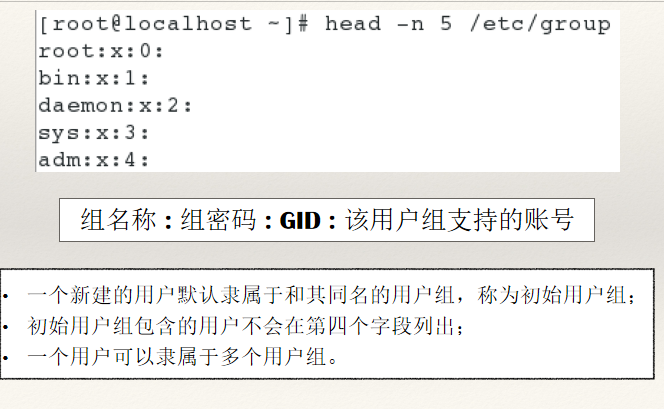 [root@localhost ~]# head -n 5 /etc/group
root:x:0:
bin:x:1:
daemon:x:2:
sys:x:3:
adm:x:4:
组名称：组密码：GID：该用户组支持的账号
• 一个新建的用户默认隶属于和其同名的用户组，称为初始用户组；
• 初始用户组包含的用户不会在第四个字段列出；
• 一个用户可以隶属于多个用户组。